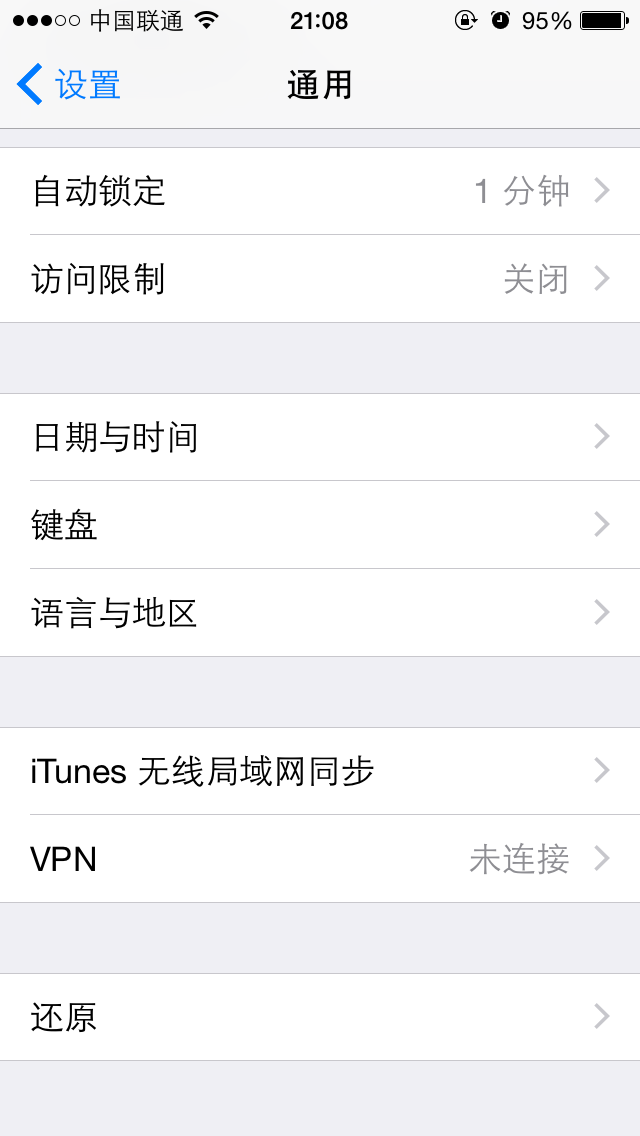 中国联通 21:08 95%
设置 通用
自动锁定 1 分钟
访问限制 关闭
日期与时间
键盘
语言与地区
iTunes 无线局域网同步
VPN 未连接
还原